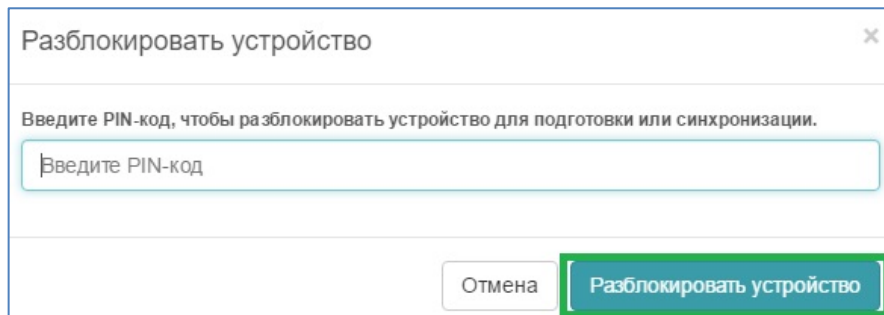 Разблокировать устройство
×
Введите PIN-код, чтобы разблокировать устройство для подготовки или синхронизации.
Введите PIN-код
Отмена Разблокировать устройство